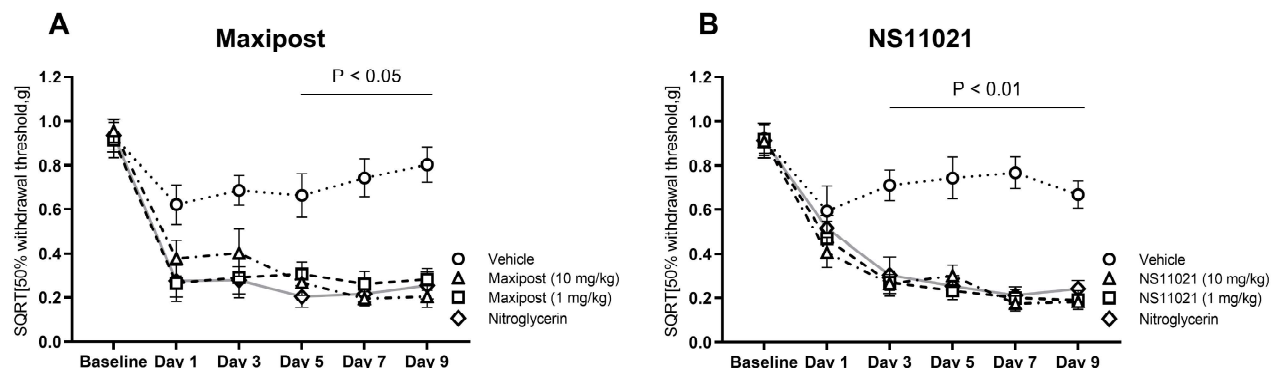 A
Maxipost
P < 0.05
SQRT[50% withdrawal threshold,g]
1.2
1.0
0.8
0.6
0.4
0.2
0.0
Baseline Day 1 Day 3 Day 5 Day 7 Day 9
Vehicle
Maxipost (10 mg/kg)
Maxipost (1 mg/kg)
Nitroglycerin
B
NS11021
P < 0.01
SQRT[50% withdrawal threshold,g]
1.2
1.0
0.8
0.6
0.4
0.2
0.0
Baseline Day 1 Day 3 Day 5 Day 7 Day 9
Vehicle
NS11021 (10 mg/kg)
NS11021 (1 mg/kg)
Nitroglycerin